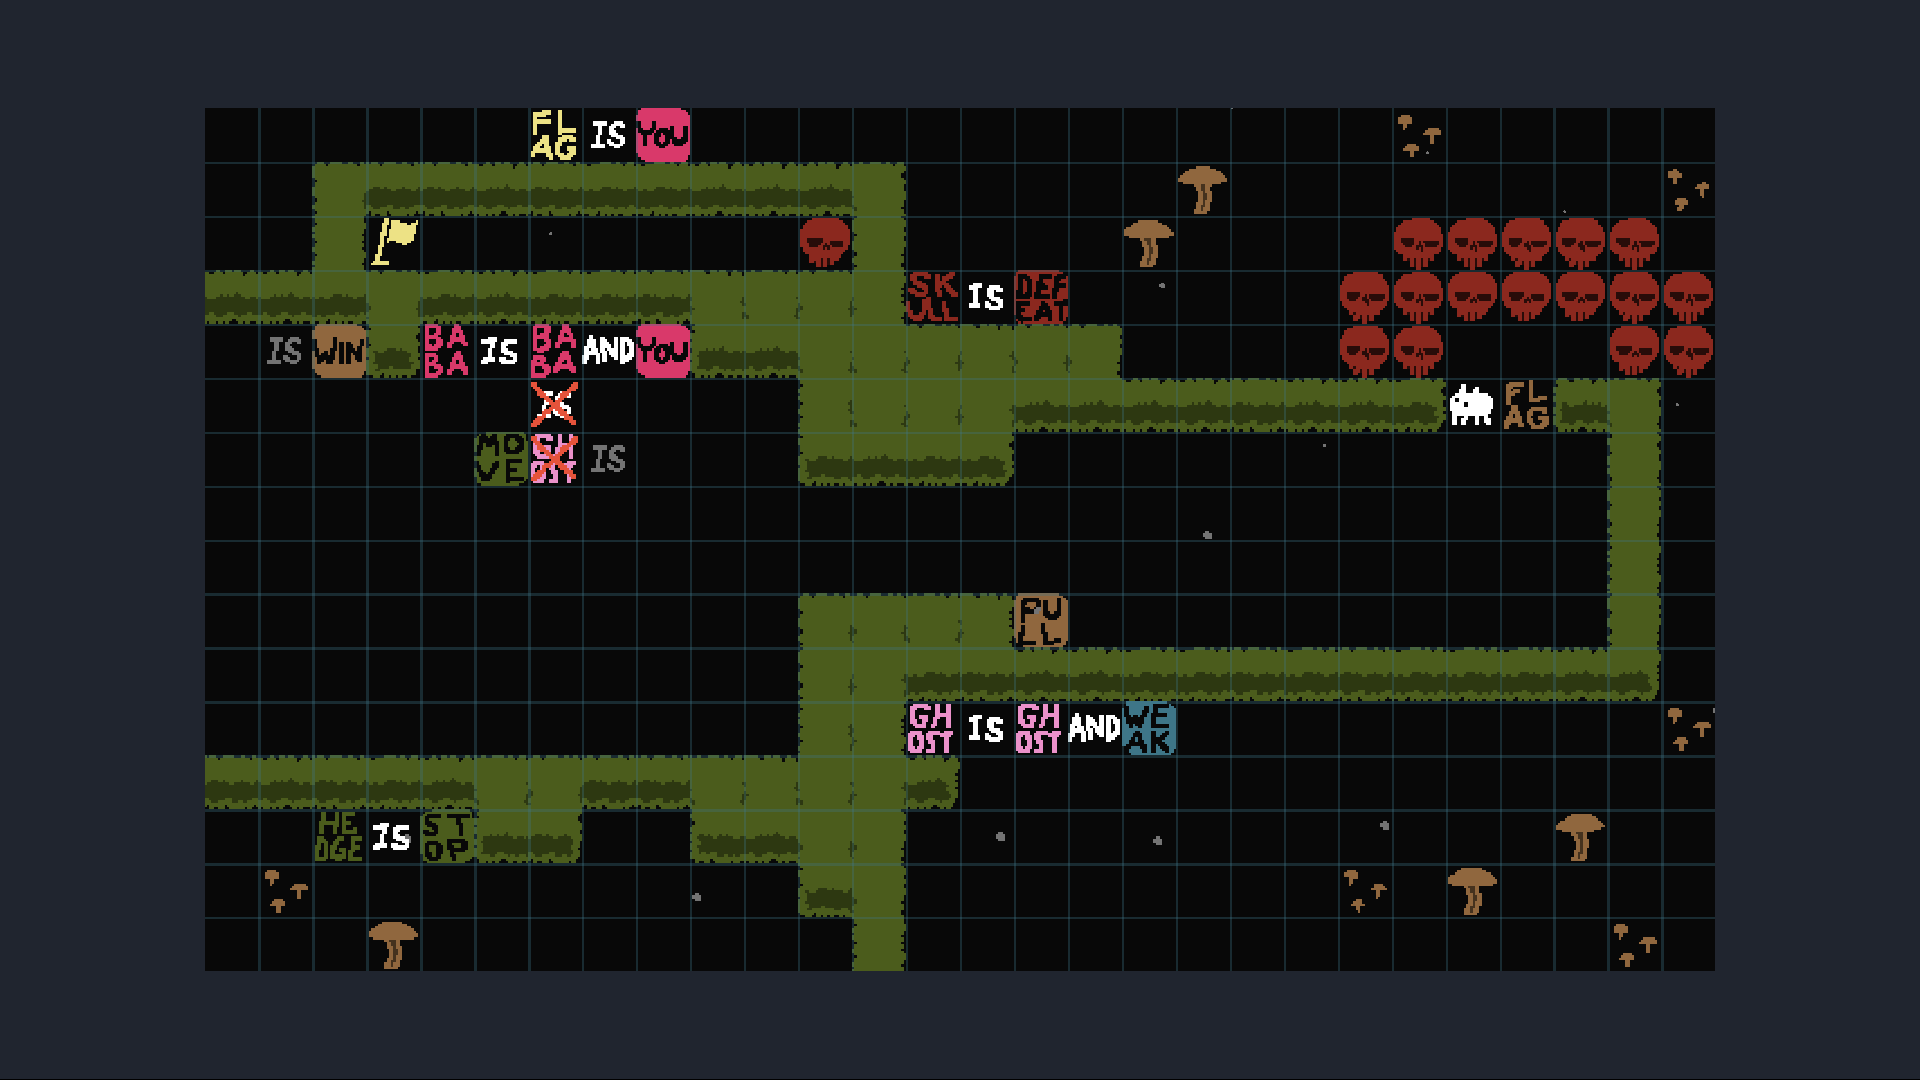 FLAG IS YOU
SKULL IS DEFEAT
IS WIN BABA IS BABA AND YOU
IS FLAG
MOVE GHOST IS
PULL
GHOST IS GHOST AND WEAK
HEDGE IS STOP